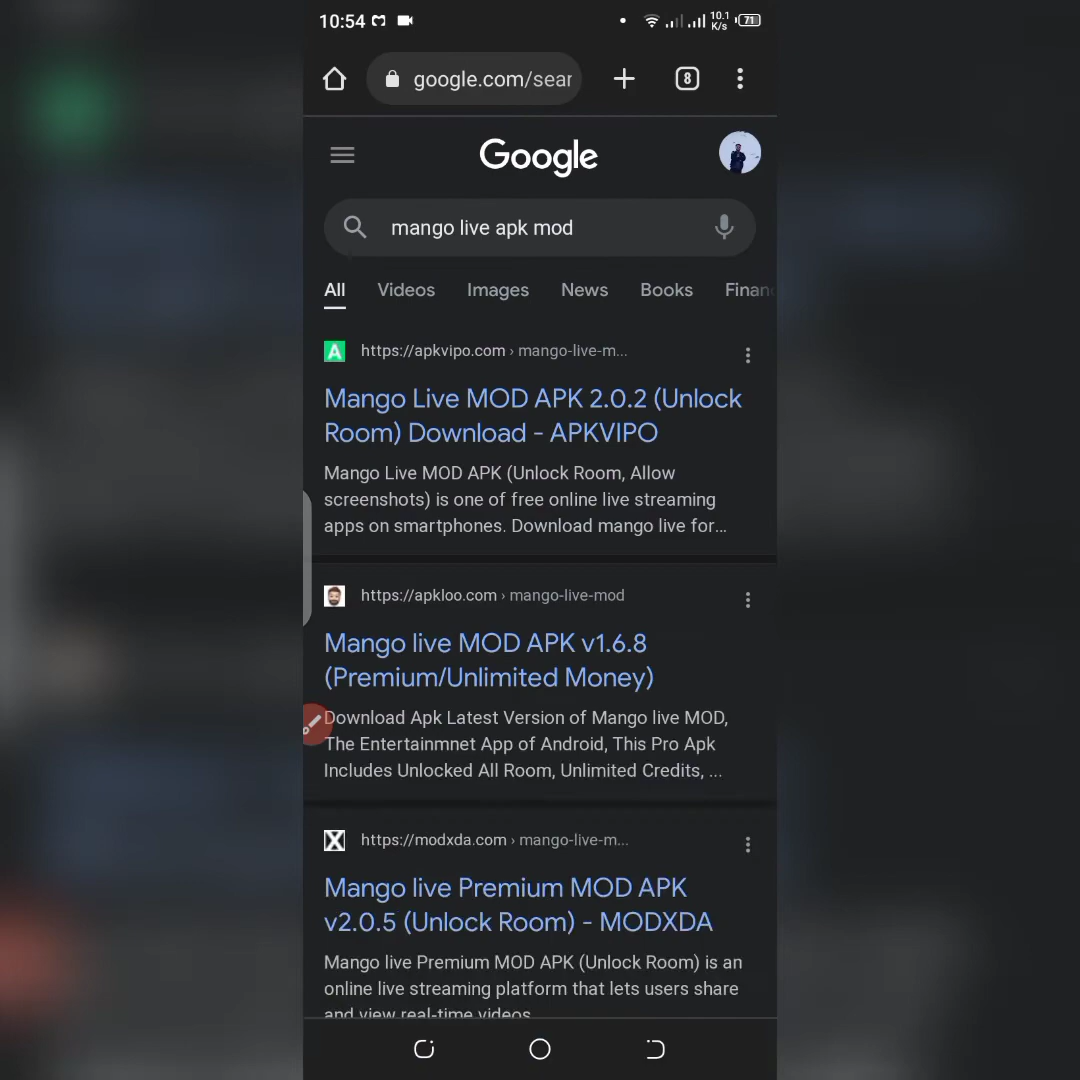 10:54
10.1
K/s
71
google.com/sear
8
Google
mango live apk mod
All Videos Images News Books Finan
A
https://apkvipo.com › mango-live-m...
Mango Live MOD APK 2.0.2 (Unlock
Room) Download - APKVIPO
Mango Live MOD APK (Unlock Room, Allow
screenshots) is one of free online live streaming
apps on smartphones. Download mango live for...
https://apkloo.com › mango-live-mod
Mango live MOD APK v1.6.8
(Premium/Unlimited Money)
Download Apk Latest Version of Mango live MOD,
The Entertainmnet App of Android, This Pro Apk
Includes Unlocked All Room, Unlimited Credits, ...
X
https://modxda.com › mango-live-m...
Mango live Premium MOD APK
v2.0.5 (Unlock Room) - MODXDA
Mango live Premium MOD APK (Unlock Room) is an
online live streaming platform that lets users share
and view real-time videos.